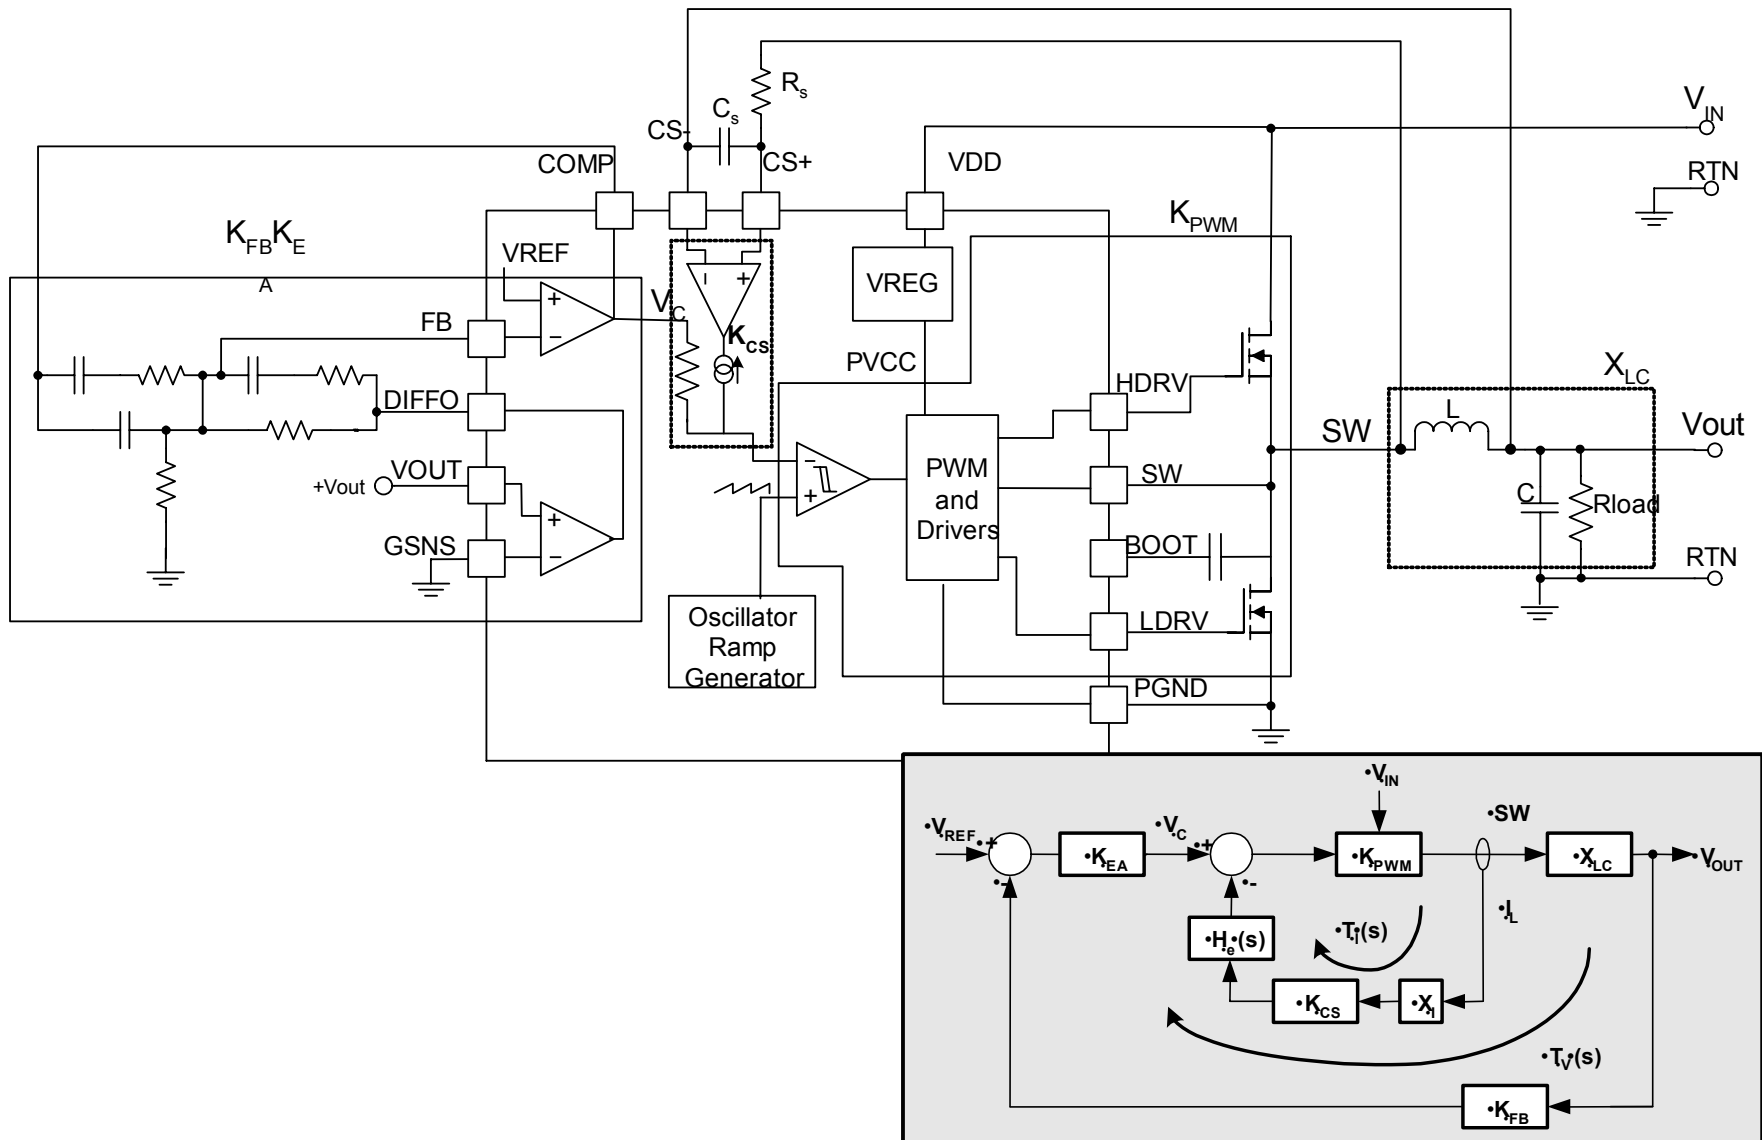 R_s
V_IN
C_s
CS-
CS+
COMP
VDD
RTN
K_PWM
K_FB K_E
A
VREF
V_C
VREG
FB
K_CS
PVCC
HDRV
X_LC
DIFFO
L
Vout
SW
VOUT
PWM
and
Drivers
SW
+Vout
C
Rload
GSNS
BOOT
RTN
Oscillator
Ramp
Generator
LDRV
PGND
•V_IN
•SW
•V_REF
•+
•K_EA
•V_C
•+
•K_PWM
•X_LC
•V_OUT
•-
•-
•I_L
•H_e•(s)
•T_I•(s)
•K_CS
•X_I
•T_V•(s)
•K_FB